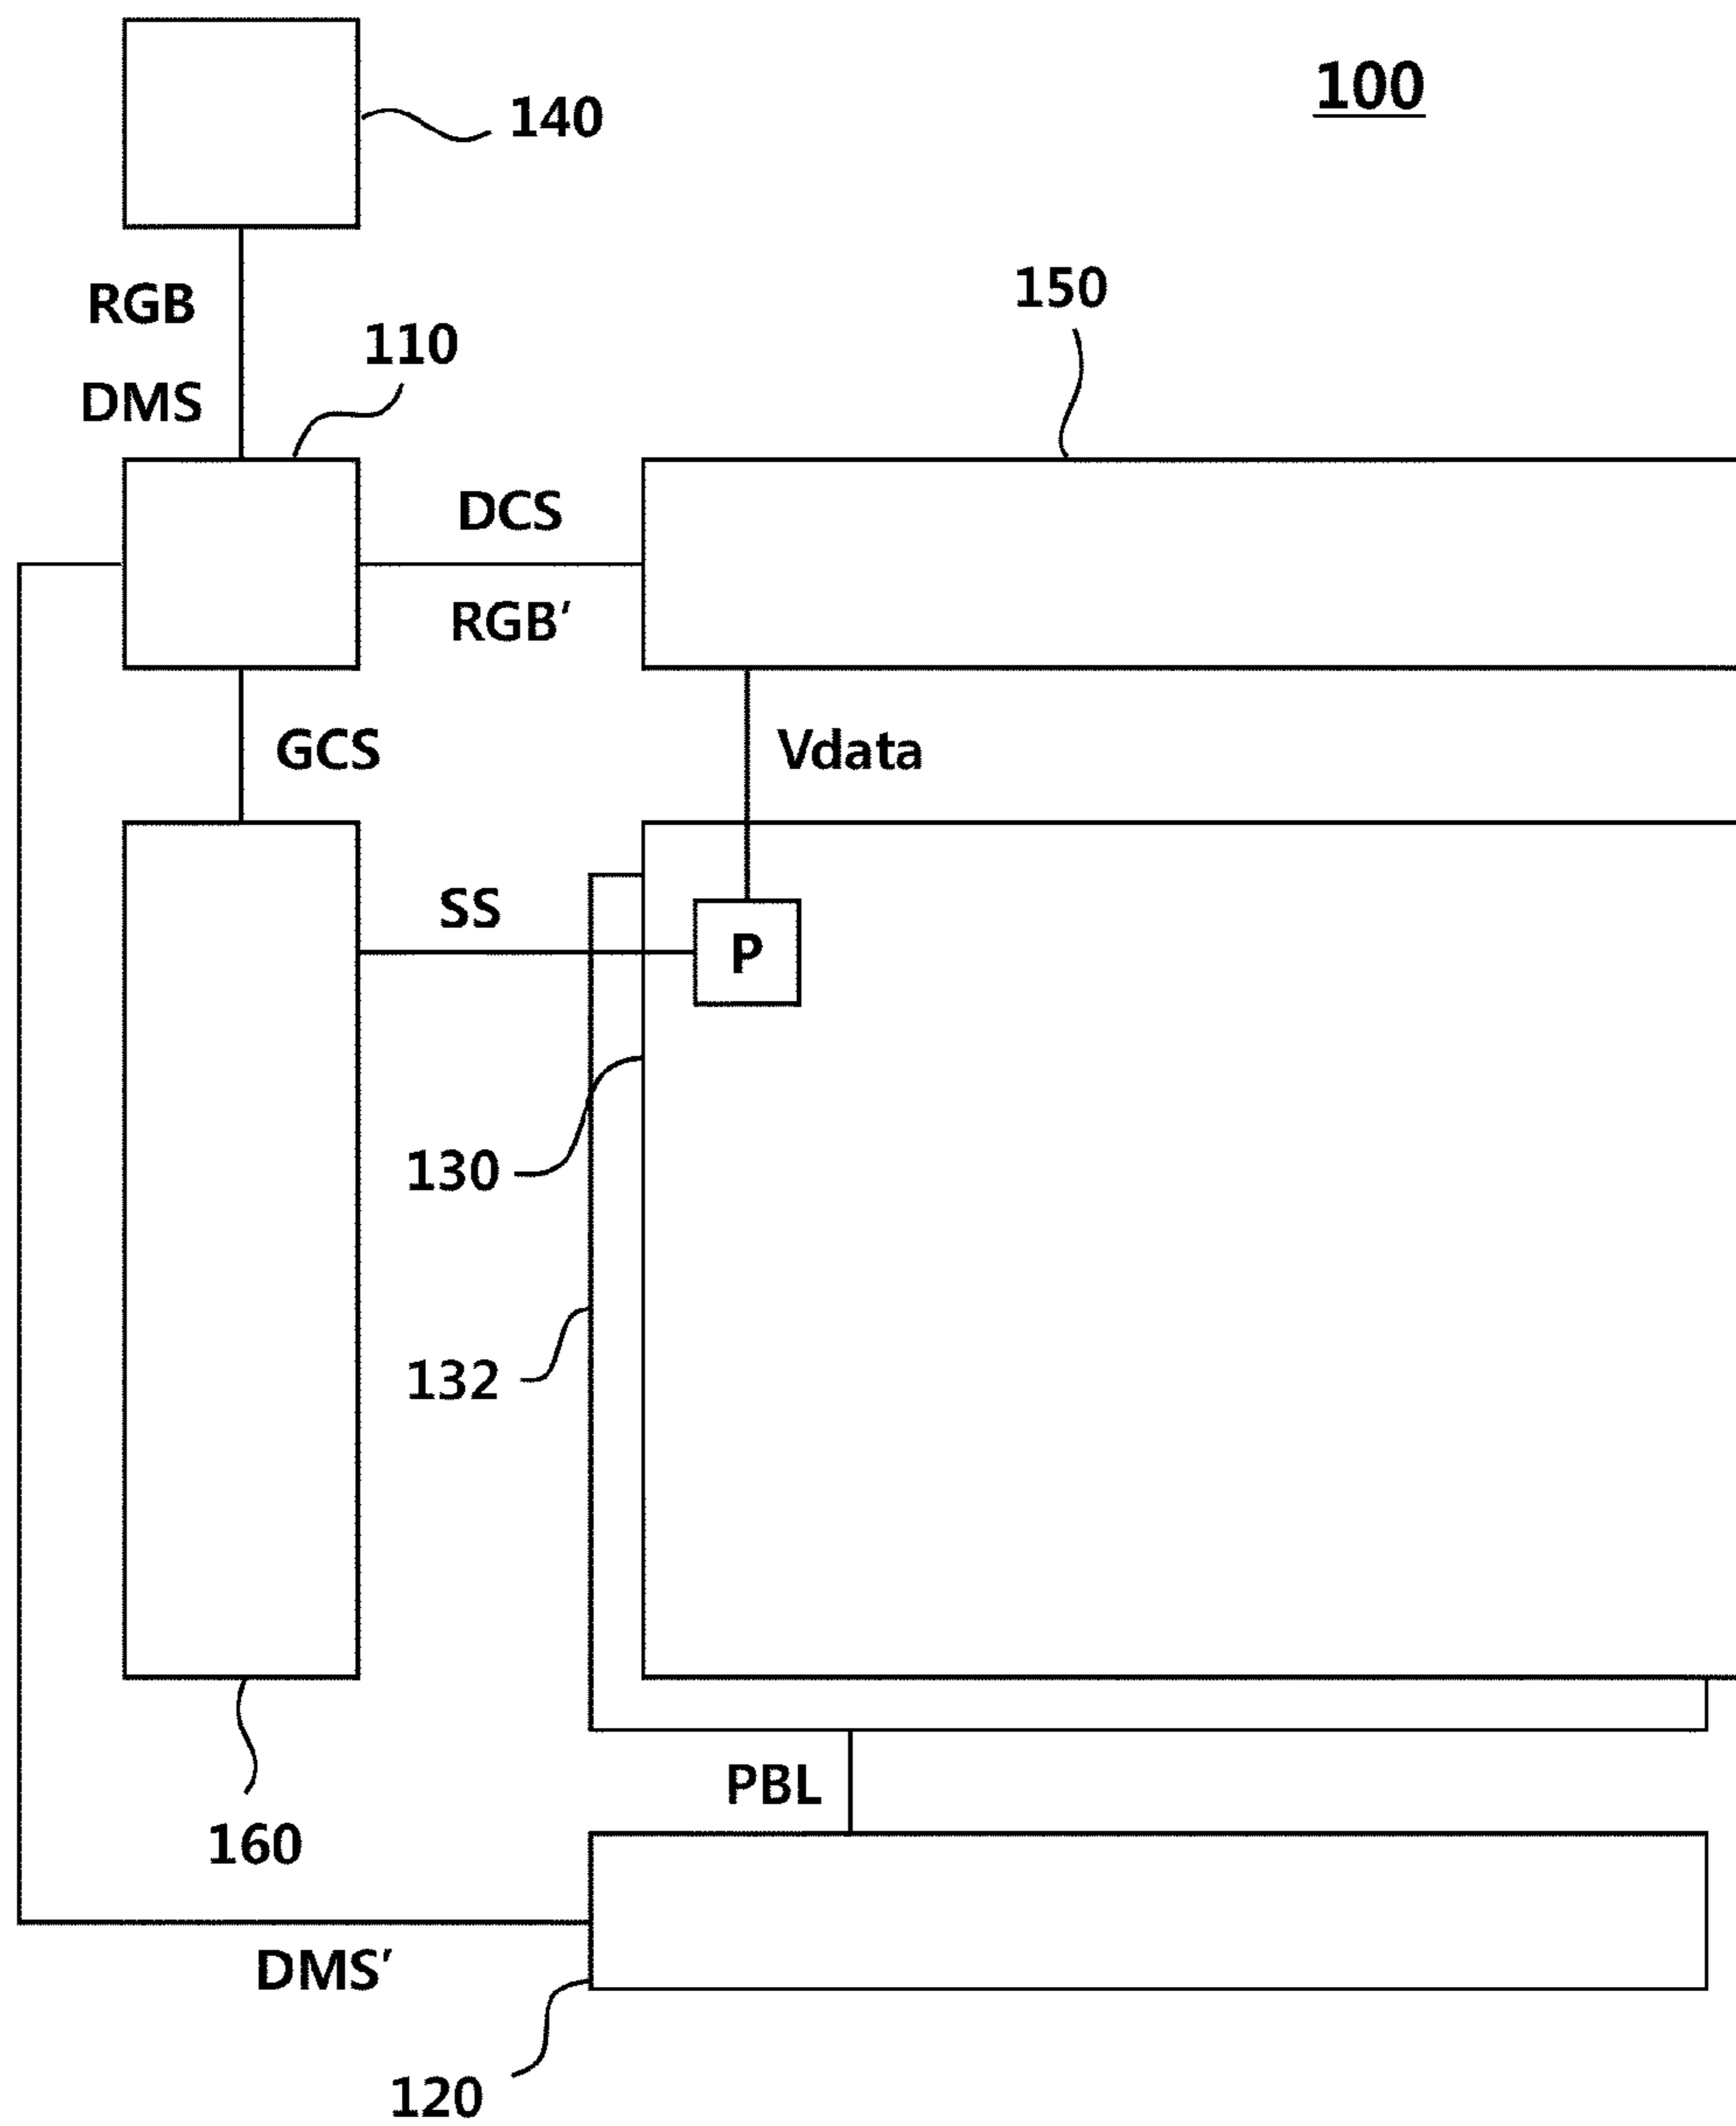 100
140
RGB
DMS
110
150
DCS
RGB′
GCS
Vdata
SS
P
130
132
PBL
160
DMS′
120